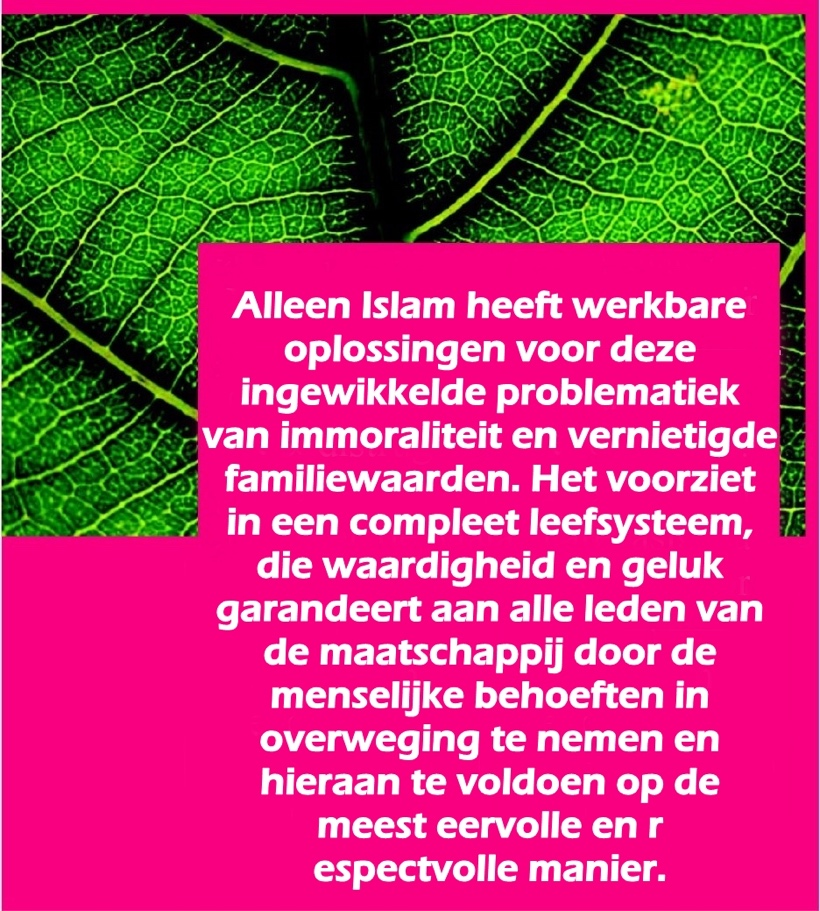 Alleen Islam heeft werkbare
oplossingen voor deze
ingewikkelde problematiek
van immoraliteit en vernietigde
familiewaarden. Het voorziet
in een compleet leefsysteem,
die waardigheid en geluk
garandeert aan alle leden van
de maatschappij door de
menselijke behoeften in
overweging te nemen en
hieraan te voldoen op de
meest eervolle en r
espectvolle manier.